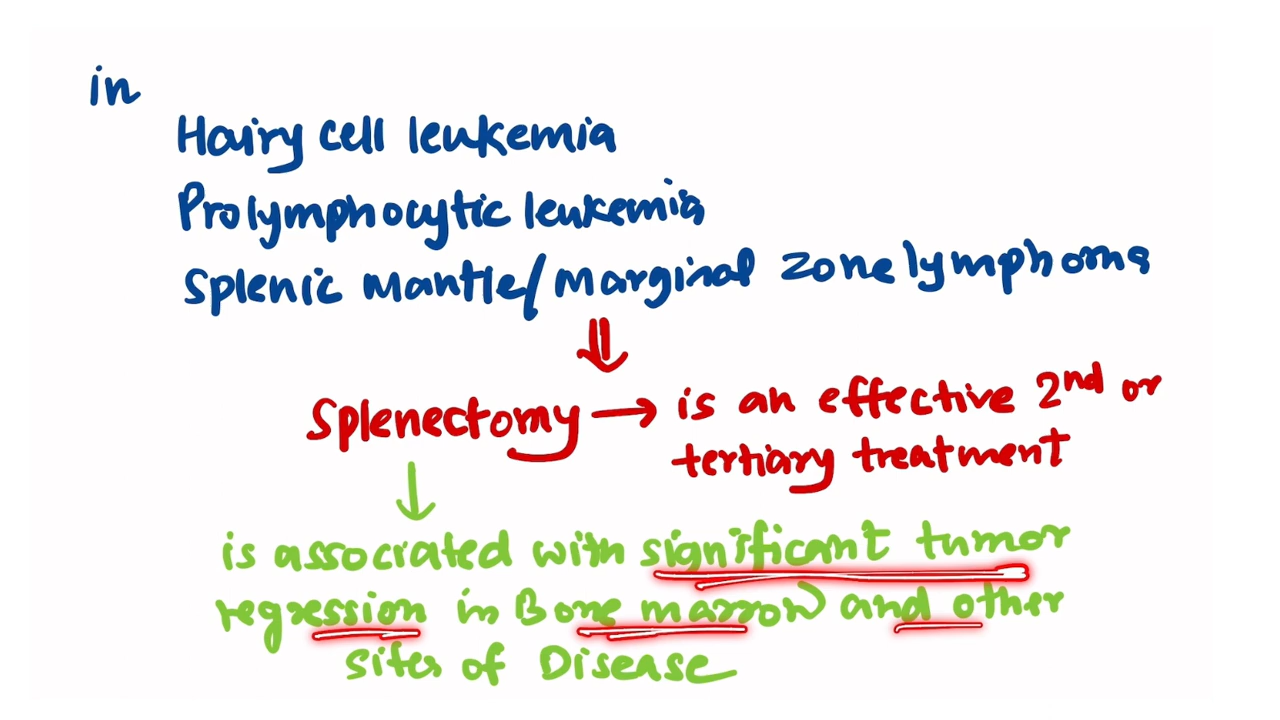 in
Hairy cell leukemia
Prolymphocytic leukemia
Splenic Mantle/Marginal zone lymphoma
Splenectomy → is an effective 2nd or
tertiary treatment
is associated with significant tumor
regression in Bone marrow and other
sites of Disease